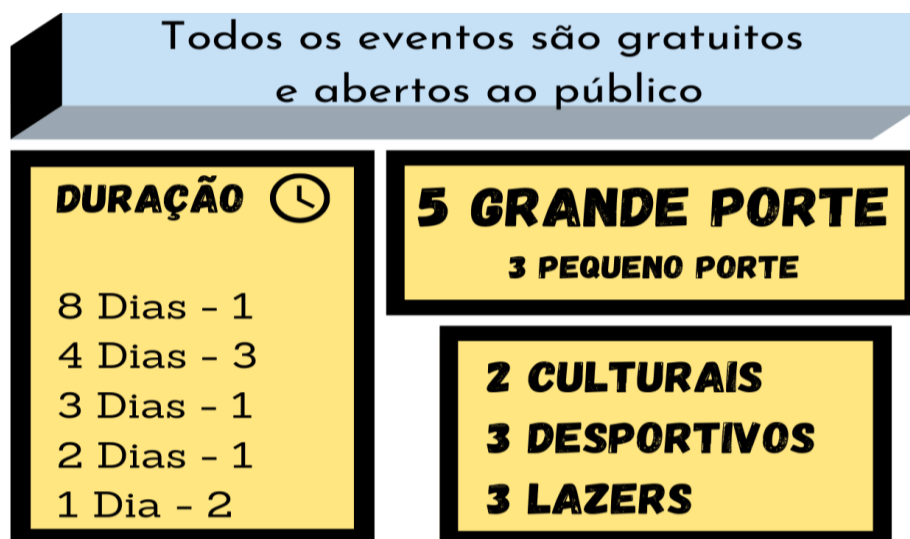 Todos os eventos são gratuitos
e abertos ao público
DURAÇÃO
8 Dias - 1
4 Dias - 3
3 Dias - 1
2 Dias - 1
1 Dia - 2
5 GRANDE PORTE
3 PEQUENO PORTE
2 CULTURAIS
3 DESPORTIVOS
3 LAZERS